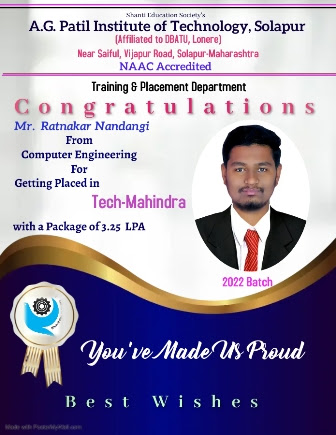 Shanti Education Society's
A.G. Patil Institute of Technology, Solapur
(Affiliated to DBATU, Lonere)
Near Saiful, Vijapur Road, Solapur-Maharashtra
NAAC Accredited
Training & Placement Department
Congratulations
Mr. Ratnakar Nandangi
From
Computer Engineering
For
Getting Placed in
Tech-Mahindra
with a Package of 3.25 LPA
2022 Batch
You've Made Us Proud
Best Wishes
Made with PosterMyWall.com